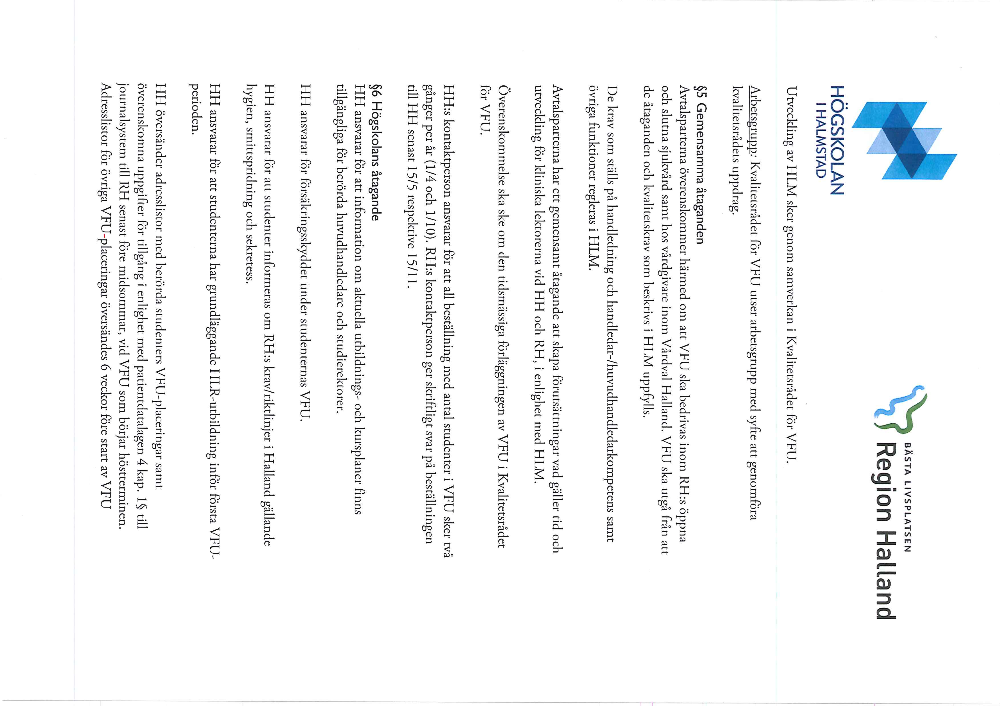 HÖGSKOLAN
I HALMSTAD
BÄSTA LIVSPLATSEN
Region Halland
Utveckling av HLM sker genom samverkan i Kvalitetsrådet för VFU.
Arbetsgrupp: Kvalitetsrådet för VFU utser arbetsgrupp med syfte att genomföra
kvalitetsrådets uppdrag.
§5 Gemensamma åtaganden
Avtalsparterna överenskommer härmed om att VFU ska bedrivas inom RH:s öppna
och slutna sjukvård samt hos vårdgivare inom Vårdval Halland. VFU ska utgå från att
de åtaganden och kvalitetskrav som beskrivs i HLM uppfylls.
De krav som ställs på handledning och handledar-/huvudhandledarkompetens samt
övriga funktioner regleras i HLM.
Avtalsparterna har ett gemensamt åtagande att skapa förutsättningar vad gäller tid och
utveckling för kliniska lektorerna vid HH och RH, i enlighet med HLM.
Överenskommelse ska ske om den tidsmässiga förläggningen av VFU i Kvalitetsrådet
för VFU.
HH:s kontaktperson ansvarar för att all beställning med antal studenter i VFU sker två
gånger per år (1/4 och 1/10). RH:s kontaktperson ger skriftligt svar på beställningen
till HH senast 15/5 respektive 15/11.
§6 Högskolans åtagande
HH ansvarar för att information om aktuella utbildnings- och kursplaner finns
tillgängliga för berörda huvudhandledare och studierektorer.
HH ansvarar för försäkringsskyddet under studenternas VFU.
HH ansvarar för att studenter informeras om RH:s krav/riktlinjer i Halland gällande
hygien, smittspridning och sekretess.
HH ansvarar för att studenterna har grundläggande HLR-utbildning inför första VFU-
perioden.
HH översänder adresslistor med berörda studenters VFU-placeringar samt
överenskomna uppgifter för tillgång i enlighet med patientdatalagen 4 kap. 1§ till
journalsystem till RH senast före midsommar, vid VFU som börjar höstterminen.
Adresslistor för övriga VFU-placeringar översändes 6 veckor före start av VFU